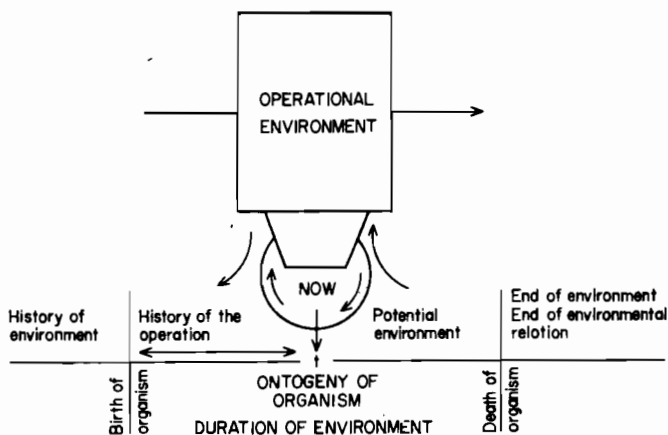 OPERATIONAL
ENVIRONMENT
NOW
History of
environment
History of the
operation
Potential
environment
End of environment
End of environmental
relotion
t
Birth of
organism
ONTOGENY OF
ORGANISM
DURATION OF ENVIRONMENT
Death of
organism